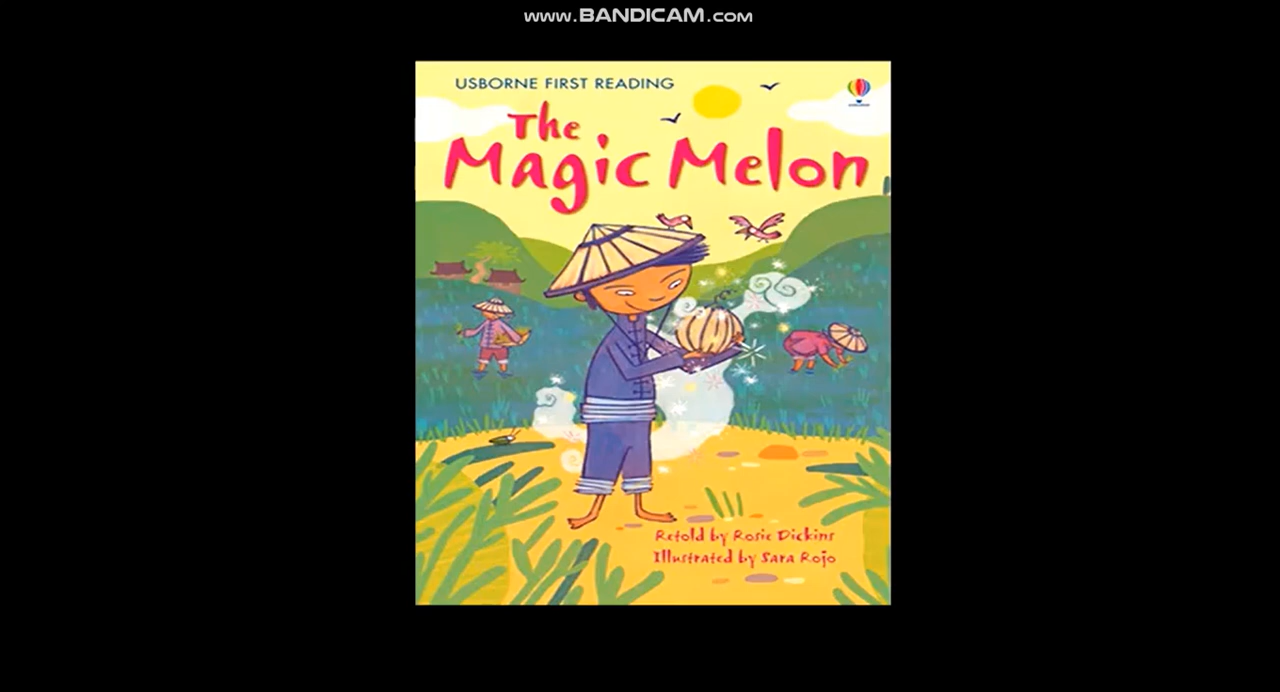 www.BANDICAM.com
USBORNE FIRST READING
The
Magic Melon
Retold by Rosie Dickins
Illustrated by Sara Rojo